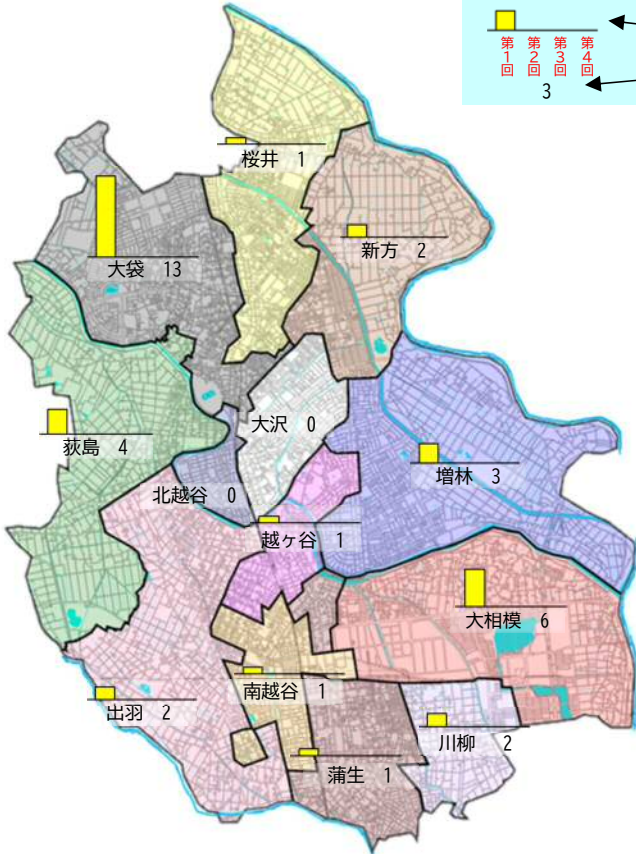 第1回 第2回 第3回 第4回
3
桜井 1
新方 2
大袋 13
大沢 0
荻島 4
増林 3
北越谷 0
越ヶ谷 1
大相模 6
南越谷 1
出羽 2
川柳 2
蒲生 1